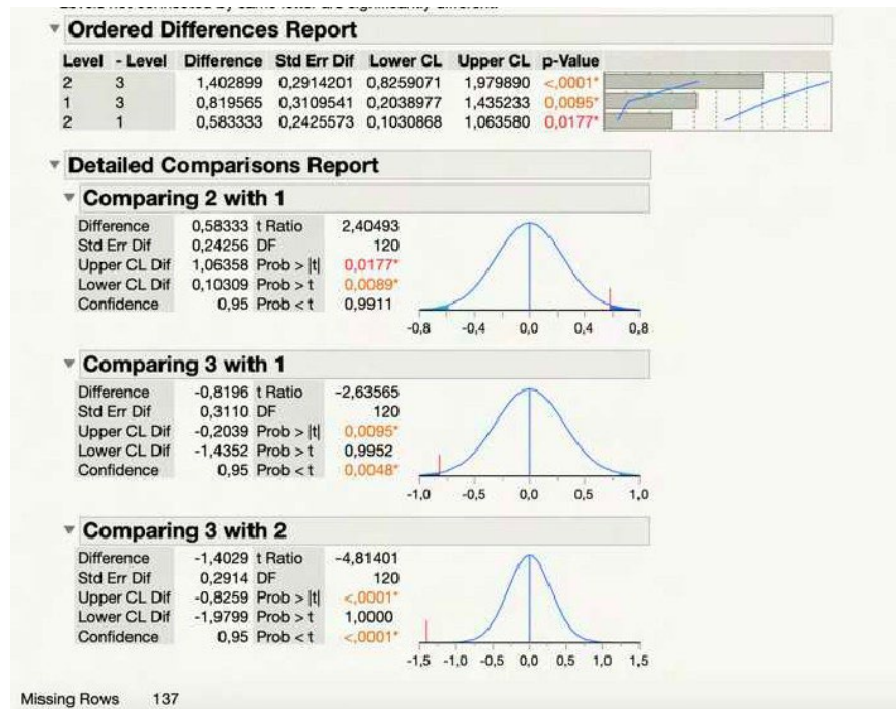 Ordered Differences Report
Level - Level Difference Std Err Dif Lower CL Upper CL p-Value
2 3 1,402899 0,2914201 0,8259071 1,979890 <,0001*
1 3 0,819565 0,3109541 0,2038977 1,435233 0,0095*
2 1 0,583333 0,2425573 0,1030868 1,063580 0,0177*
Detailed Comparisons Report
Comparing 2 with 1
Difference 0,58333 t Ratio 2,40493
Std Err Dif 0,24256 DF 120
Upper CL Dif 1,06358 Prob > |t| 0,0177*
Lower CL Dif 0,10309 Prob > t 0,0089*
Confidence 0,95 Prob < t 0,9911
-0,8 -0,4 0,0 0,4 0,8
Comparing 3 with 1
Difference -0,8196 t Ratio -2,63565
Std Err Dif 0,3110 DF 120
Upper CL Dif -0,2039 Prob > |t| 0,0095*
Lower CL Dif -1,4352 Prob > t 0,9952
Confidence 0,95 Prob < t 0,0048*
-1,0 -0,5 0,0 0,5 1,0
Comparing 3 with 2
Difference -1,4029 t Ratio -4,81401
Std Err Dif 0,2914 DF 120
Upper CL Dif -0,8259 Prob > |t| <,0001*
Lower CL Dif -1,9799 Prob > t 1,0000
Confidence 0,95 Prob < t <,0001*
-1,5 -1,0 -0,5 0,0 0,5 1,0 1,5
Missing Rows 137